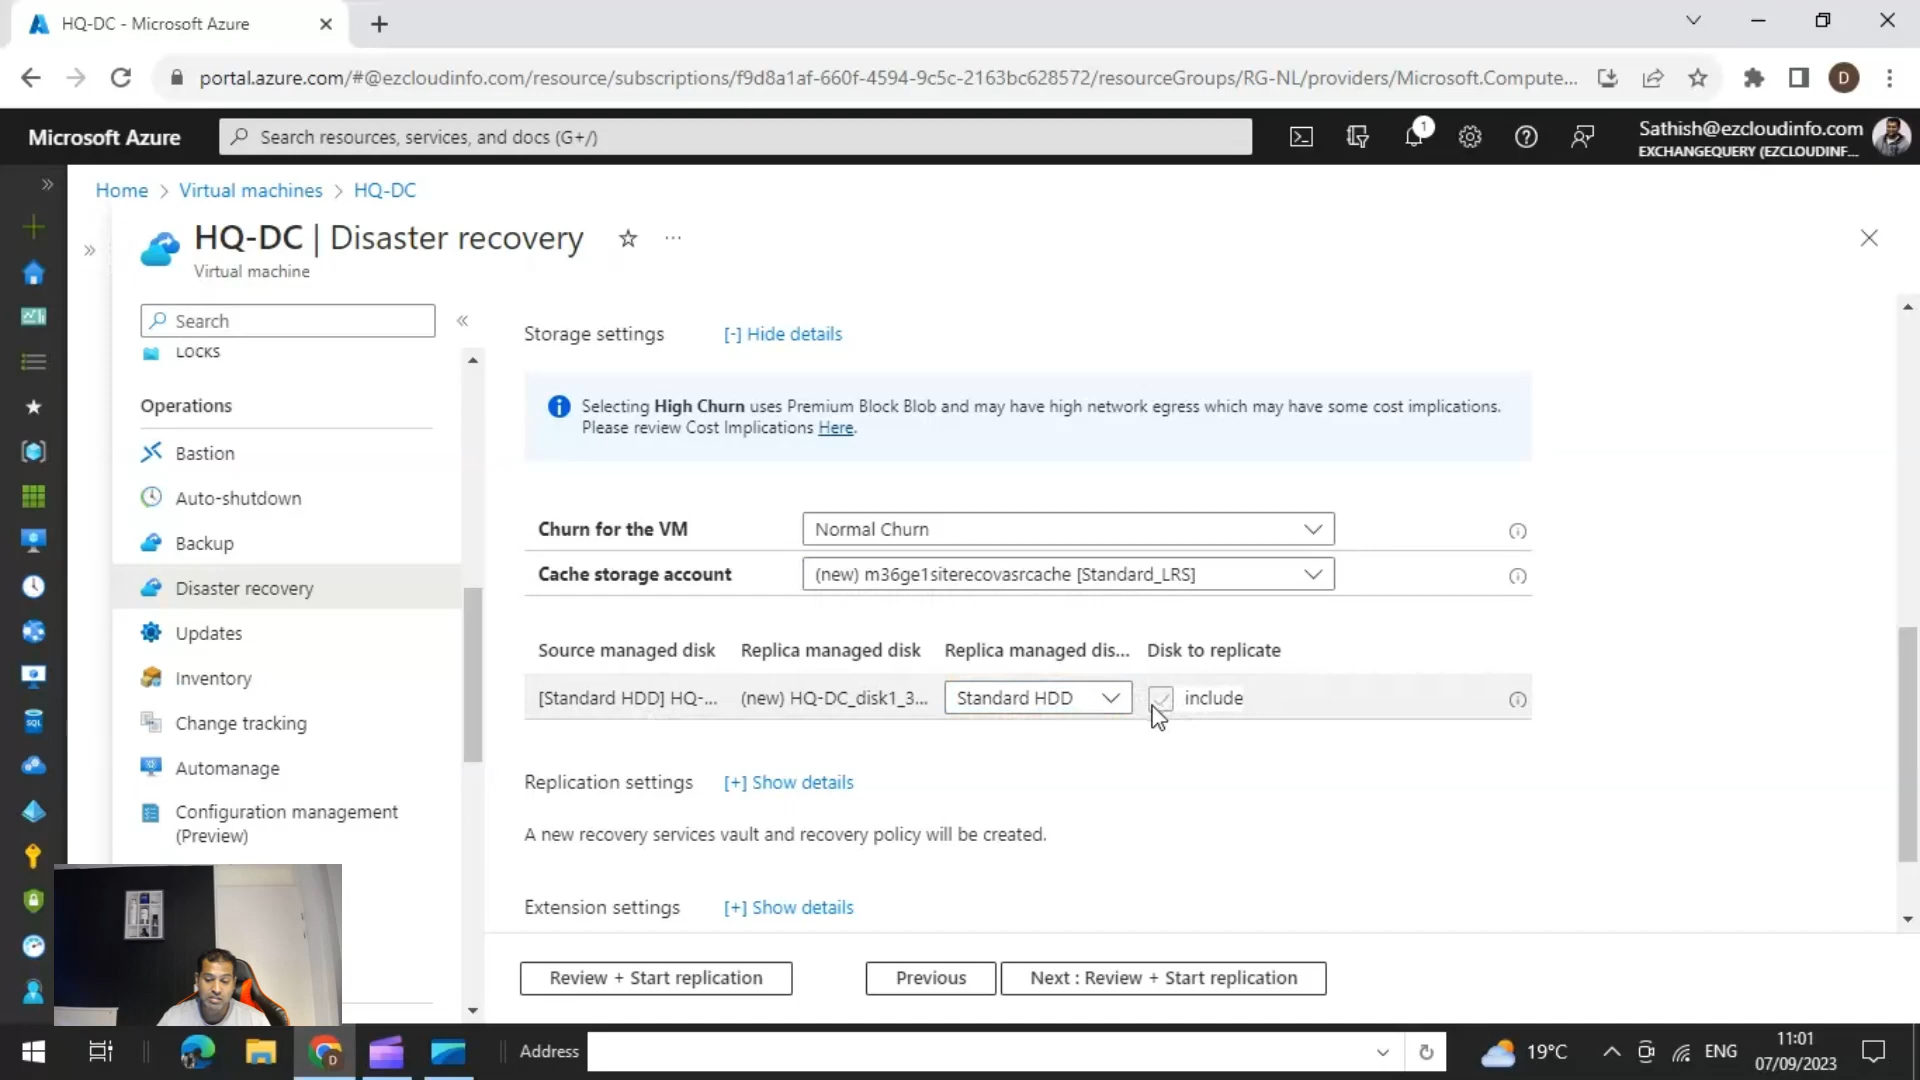 HQ-DC - Microsoft Azure
portal.azure.com/#@ezcloudinfo.com/resource/subscriptions/f9d8a1af-660f-4594-9c5c-2163bc628572/resourceGroups/RG-NL/providers/Microsoft.Compute...
D
Microsoft Azure
Search resources, services, and docs (G+/)
1
Sathish@ezcloudinfo.com
EXCHANGEQUERY (EZCLOUDINF...
Home > Virtual machines > HQ-DC
HQ-DC | Disaster recovery
Virtual machine
Search
Locks
Operations
Bastion
Auto-shutdown
Backup
Disaster recovery
Updates
Inventory
Change tracking
Automanage
Configuration management
(Preview)
Storage settings [-] Hide details
Selecting High Churn uses Premium Block Blob and may have high network egress which may have some cost implications.
Please review Cost Implications Here.
Churn for the VM Normal Churn
Cache storage account (new) m36ge1siterecovasrcache [Standard_LRS]
Source managed disk Replica managed disk Replica managed dis... Disk to replicate
[Standard HDD] HQ-... (new) HQ-DC_disk1_3... Standard HDD include
Replication settings [+] Show details
A new recovery services vault and recovery policy will be created.
Extension settings [+] Show details
Review + Start replication Previous Next : Review + Start replication
Address
19°C
ENG
11:01
07/09/2023